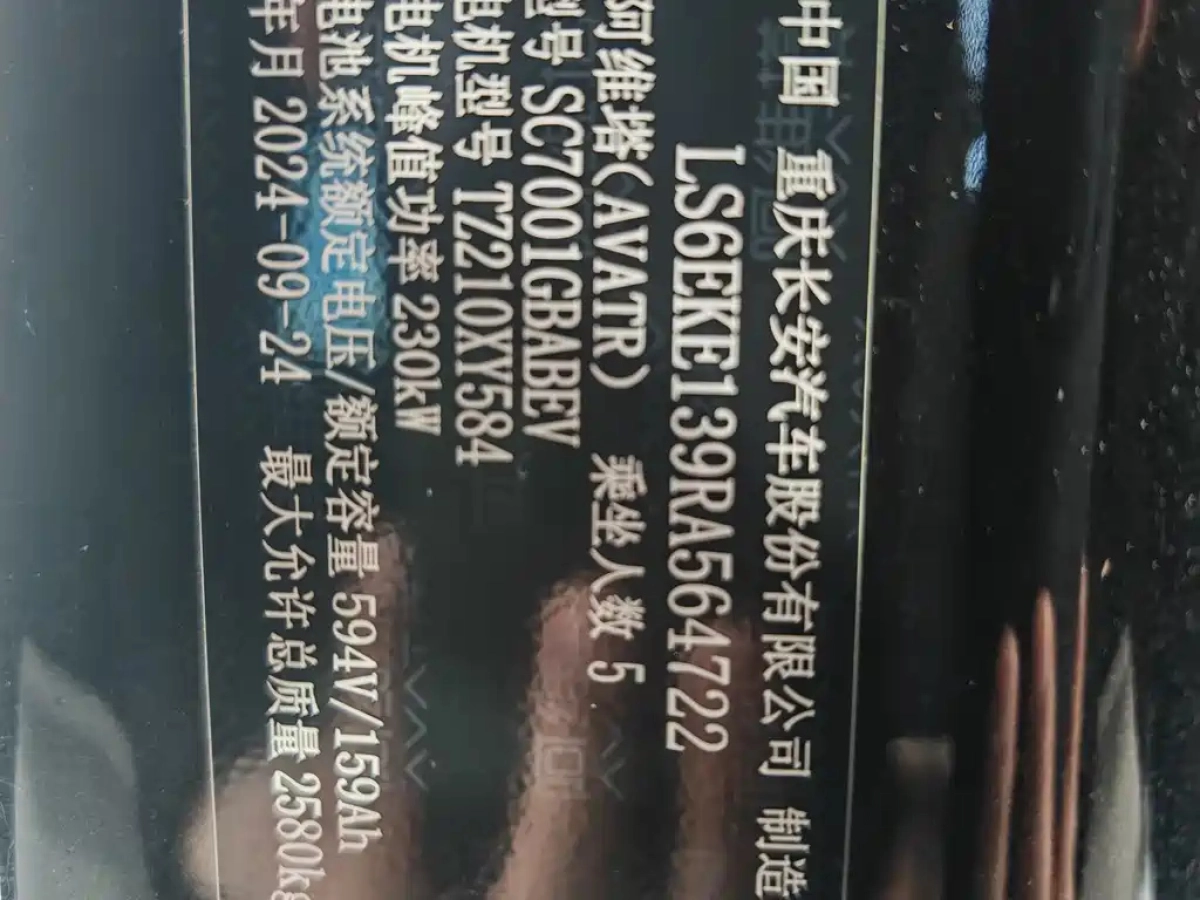 中国 重庆长安汽车股份有限公司 制造
LS6EKE139RA564722
阿维塔(AVATR) 乘坐人数 5
型号 SC7001GBABEV
电机型号 TZ210XY584
电机峰值功率 230kW
电池系统额定电压/额定容量 594V/159Ah
年月 2024-09-24 最大允许总质量 2580kg